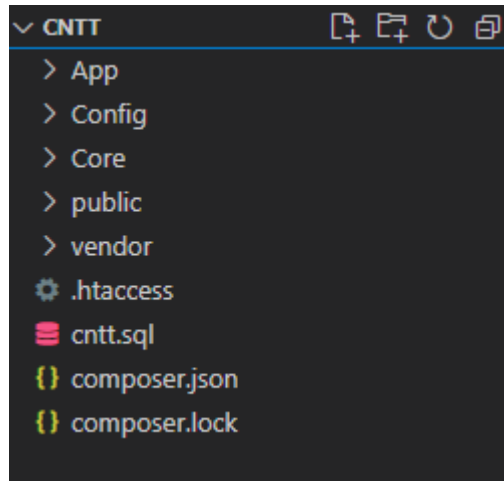 CNTT
App
Config
Core
public
vendor
.htaccess
cntt.sql
{} composer.json
{} composer.lock